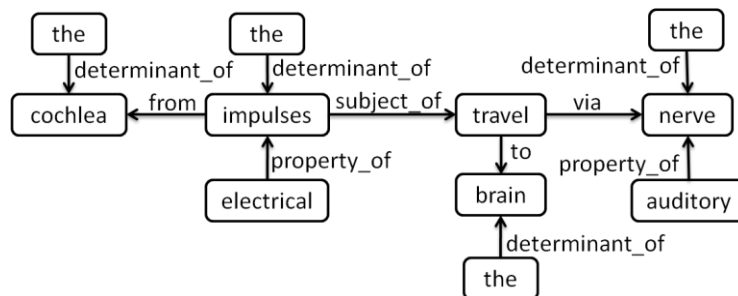 the the the
determinant_of determinant_of determinant_of
cochlea from impulses subject_of travel via nerve
property_of to property_of
electrical brain auditory
determinant_of
the